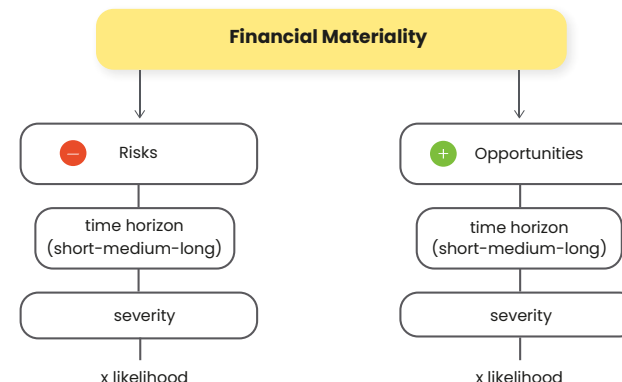 Financial Materiality
Risks
time horizon
(short-medium-long)
severity
x likelihood
Opportunities
time horizon
(short-medium-long)
severity
x likelihood